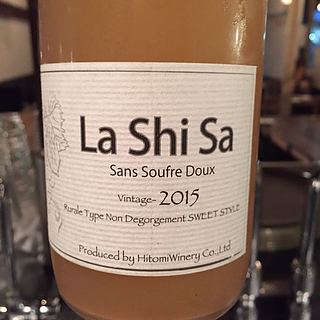 La Shi Sa
Sans Soufre Doux
Vintage- 2015
Rurale Type Non Degorgement SWEET STYLE
Produced by HitomiWinery Co.,Ltd